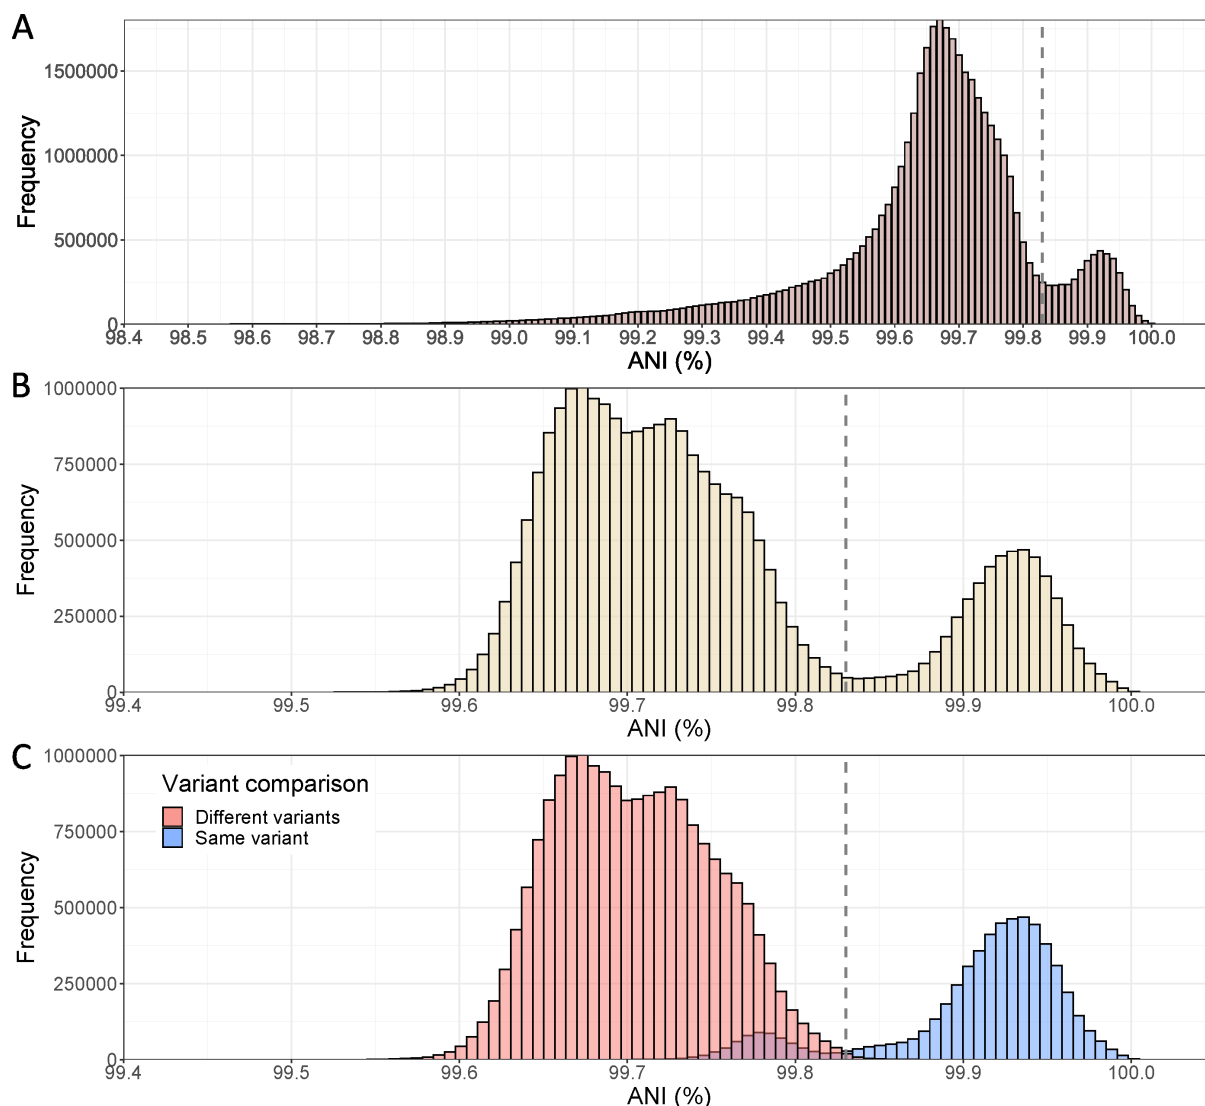 A
1500000
1000000
500000
0
Frequency
98.4 98.5 98.6 98.7 98.8 98.9 99.0 99.1 99.2 99.3 99.4 99.5 99.6 99.7 99.8 99.9 100.0
ANI (%)
B
1000000
750000
500000
250000
0
Frequency
99.4 99.5 99.6 99.7 99.8 99.9 100.0
ANI (%)
C
1000000
750000
500000
250000
0
Frequency
Variant comparison
Different variants
Same variant
99.4 99.5 99.6 99.7 99.8 99.9 100.0
ANI (%)